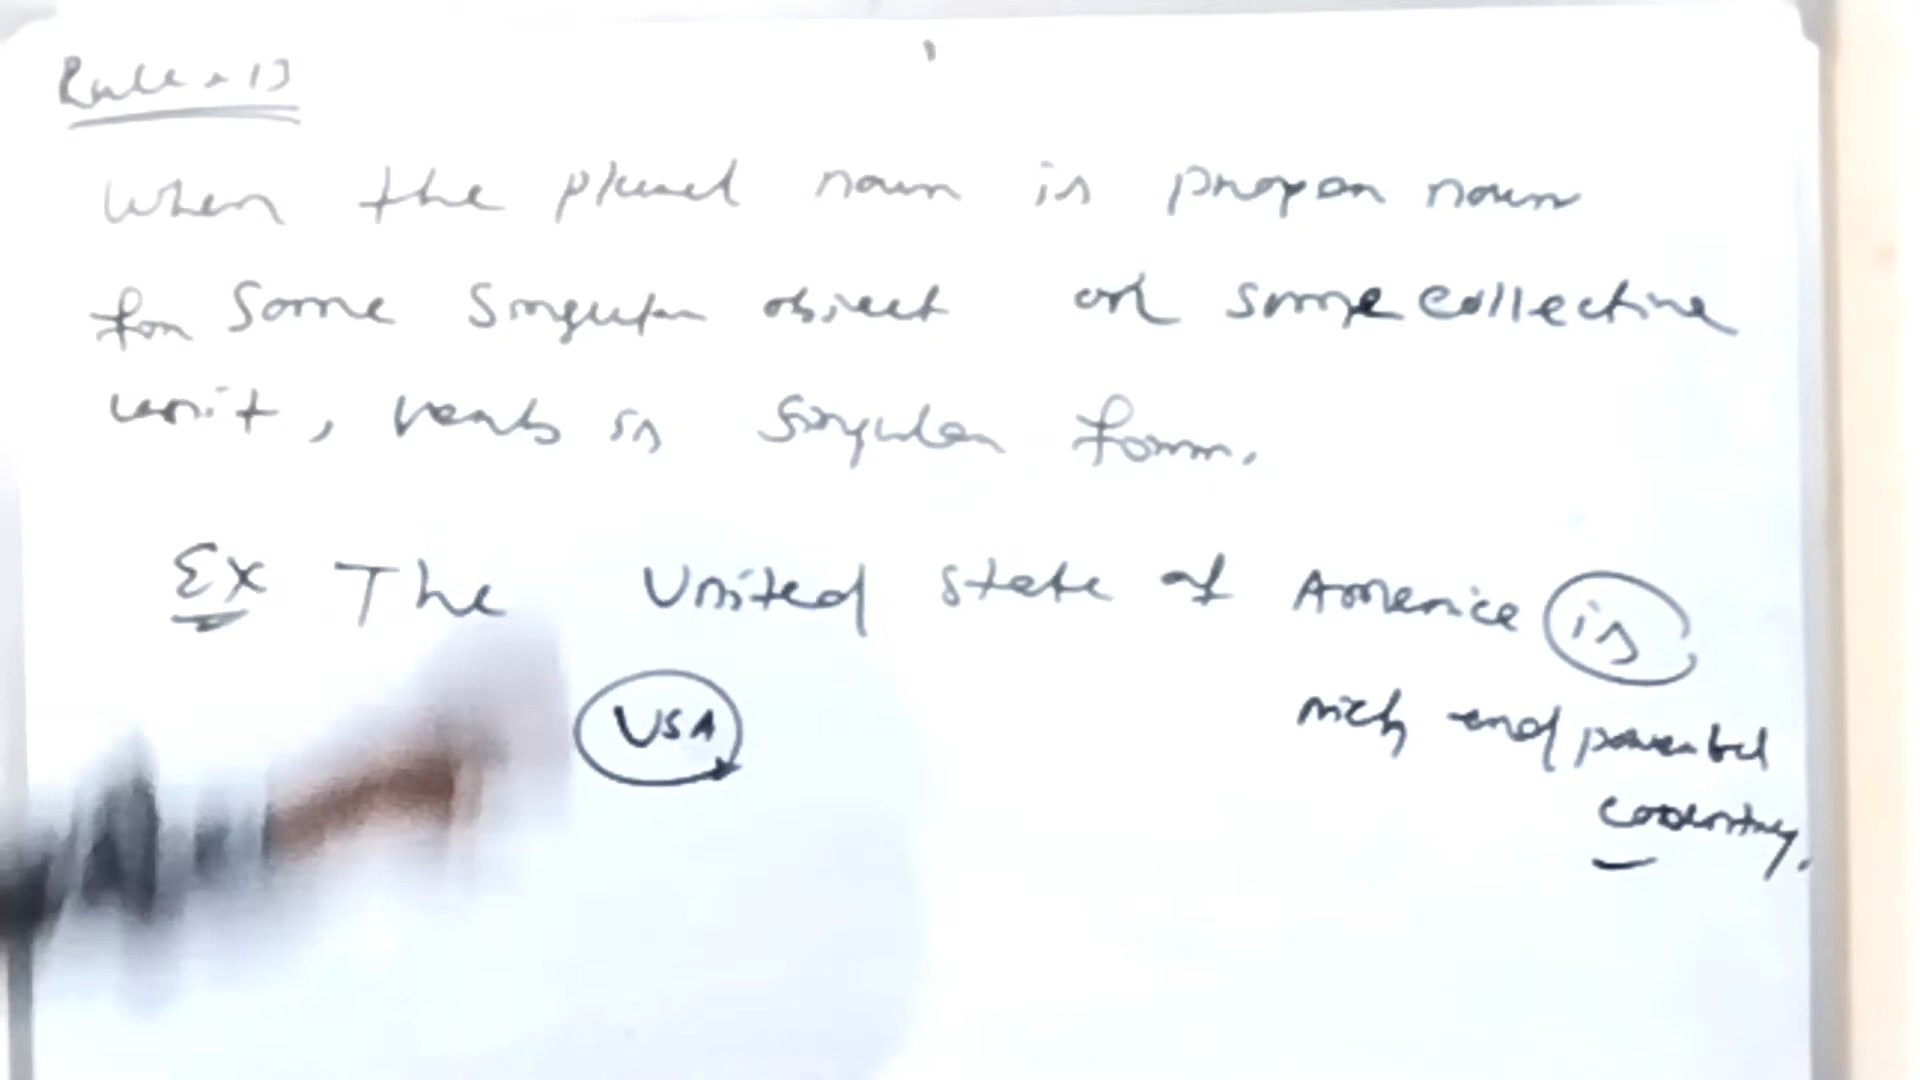 Rule - 13
When the plural noun is proper noun
for some singular object or some collective
unit, verb is singular form.
Ex The United State of America is
rich and powerful
country.
USA